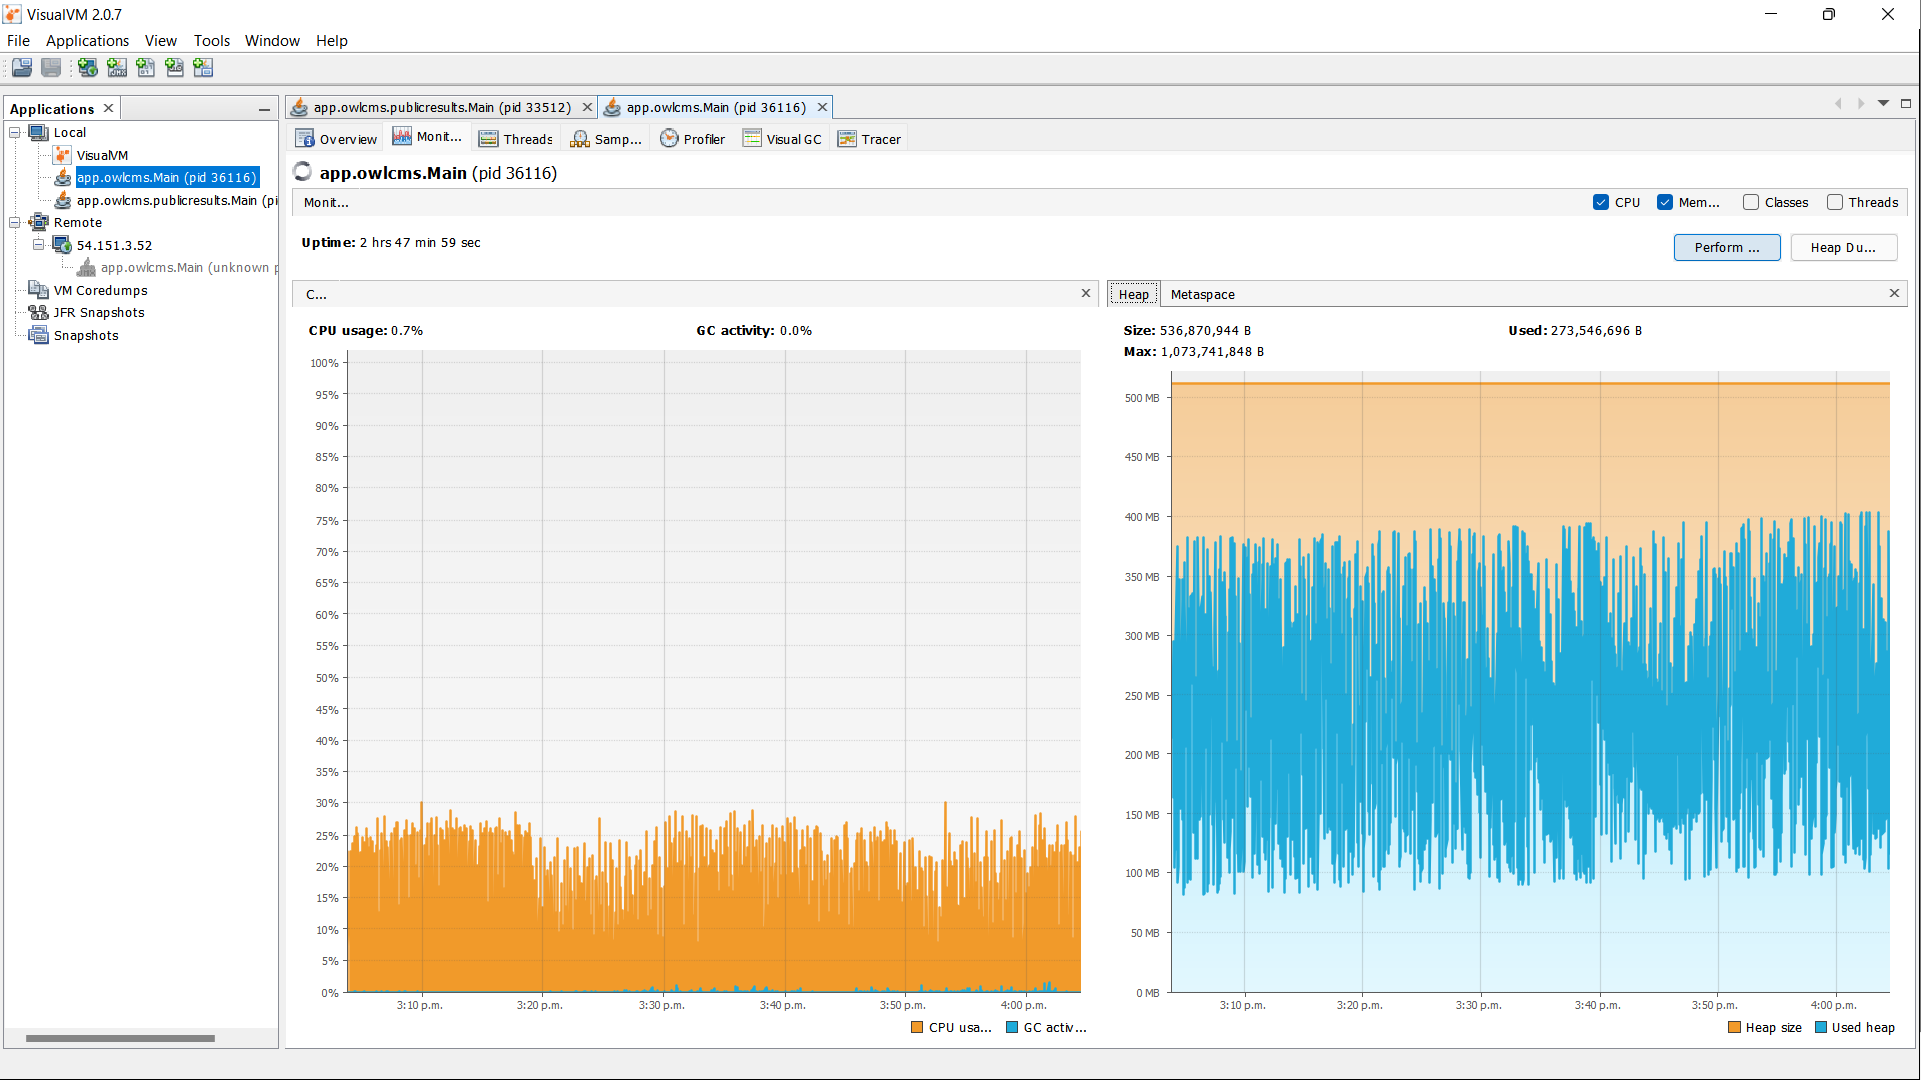 VisualVM 2.0.7
File Applications View Tools Window Help
Applications
Local
VisualVM
app.owlcms.Main (pid 36116)
app.owlcms.publicresults.Main (pi
Remote
54.151.3.52
app.owlcms.Main (unknown p
VM Coredumps
JFR Snapshots
Snapshots
app.owlcms.publicresults.Main (pid 33512) app.owlcms.Main (pid 36116)
Overview Monit... Threads Samp... Profiler Visual GC Tracer
app.owlcms.Main (pid 36116)
Monit... CPU Mem... Classes Threads
Uptime: 2 hrs 47 min 59 sec
Perform ... Heap Du...
C...
CPU usage: 0.7% GC activity: 0.0%
100%
95%
90%
85%
80%
75%
70%
65%
60%
55%
50%
45%
40%
35%
30%
25%
20%
15%
10%
5%
0%
3:10 p.m. 3:20 p.m. 3:30 p.m. 3:40 p.m. 3:50 p.m. 4:00 p.m.
CPU usa... GC activ...
Heap Metaspace
Size: 536,870,944 B Used: 273,546,696 B
Max: 1,073,741,848 B
500 MB
450 MB
400 MB
350 MB
300 MB
250 MB
200 MB
150 MB
100 MB
50 MB
0 MB
3:10 p.m. 3:20 p.m. 3:30 p.m. 3:40 p.m. 3:50 p.m. 4:00 p.m.
Heap size Used heap